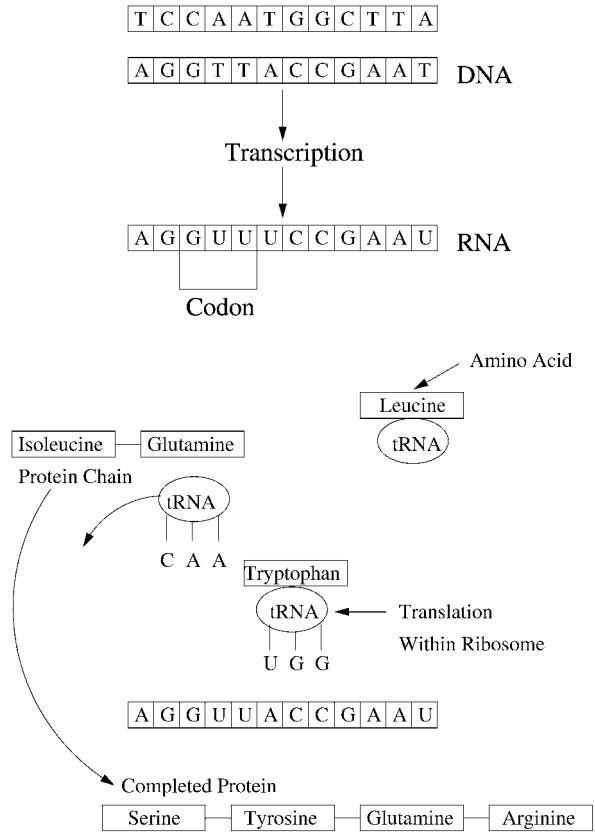 T C C A A T G G C T T A
A G G T T A C C G A A T DNA
Transcription
A G G U U U C C G A A U RNA
Codon
Amino Acid
Leucine
tRNA
Isoleucine Glutamine
Protein Chain
tRNA
C A A
Tryptophan
tRNA
Translation
Within Ribosome
U G G
A G G U U A C C G A A U
Completed Protein
Serine Tyrosine Glutamine Arginine